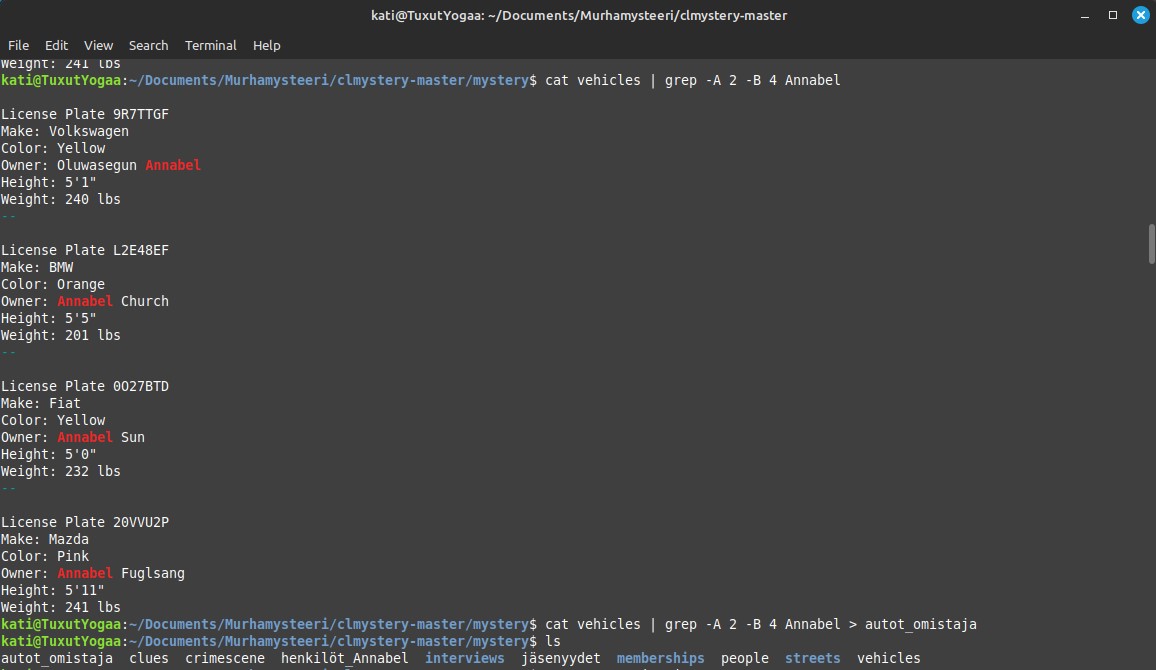 kati@TuxutYogaa: ~/Documents/Murhamysteeri/clmystery-master
File Edit View Search Terminal Help
Weight: 241 lbs
kati@TuxutYogaa:~/Documents/Murhamysteeri/clmystery-master/mystery$ cat vehicles | grep -A 2 -B 4 Annabel
License Plate 9R7TTGF
Make: Volkswagen
Color: Yellow
Owner: Oluwasegun Annabel
Height: 5'1"
Weight: 240 lbs
--
License Plate L2E48EF
Make: BMW
Color: Orange
Owner: Annabel Church
Height: 5'5"
Weight: 201 lbs
--
License Plate 0O27BTD
Make: Fiat
Color: Yellow
Owner: Annabel Sun
Height: 5'0"
Weight: 232 lbs
--
License Plate 20VVU2P
Make: Mazda
Color: Pink
Owner: Annabel Fuglsang
Height: 5'11"
Weight: 241 lbs
kati@TuxutYogaa:~/Documents/Murhamysteeri/clmystery-master/mystery$ cat vehicles | grep -A 2 -B 4 Annabel > autot_omistaja
kati@TuxutYogaa:~/Documents/Murhamysteeri/clmystery-master/mystery$ ls
autot_omistaja clues crimescene henkilöt_Annabel interviews jäsenyydet memberships people streets vehicles